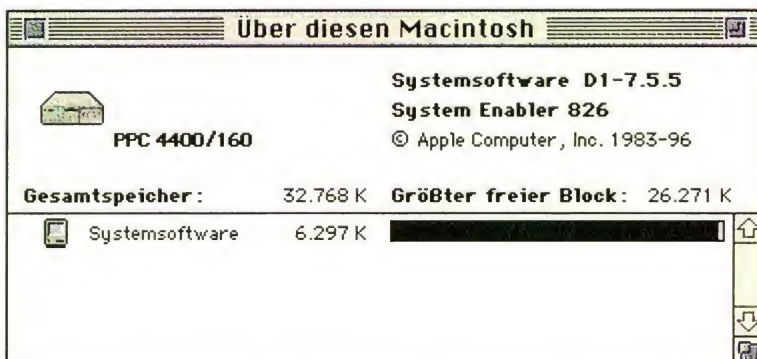 Über diesen Macintosh
Systemsoftware D1-7.5.5
System Enabler 826
PPC 4400/160
© Apple Computer, Inc. 1983-96
Gesamtspeicher: 32.768 K Größter freier Block: 26.271 K
Systemsoftware 6.297 K